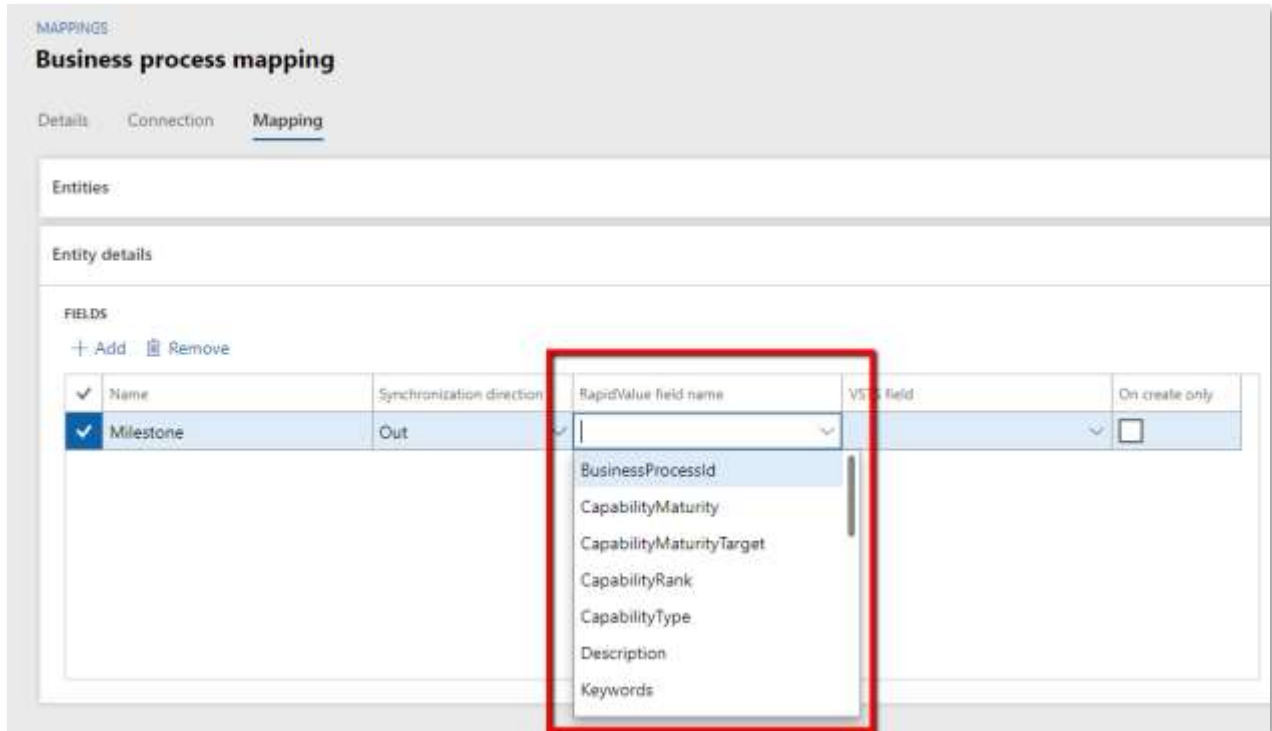 MAPPINGS
Business process mapping
Details Connection Mapping
Entities
Entity details
FIELDS
+ Add Remove
Name Synchronization direction RapidValue field name VSTS field On create only
Milestone Out
BusinessProcessId
CapabilityMaturity
CapabilityMaturityTarget
CapabilityRank
CapabilityType
Description
Keywords